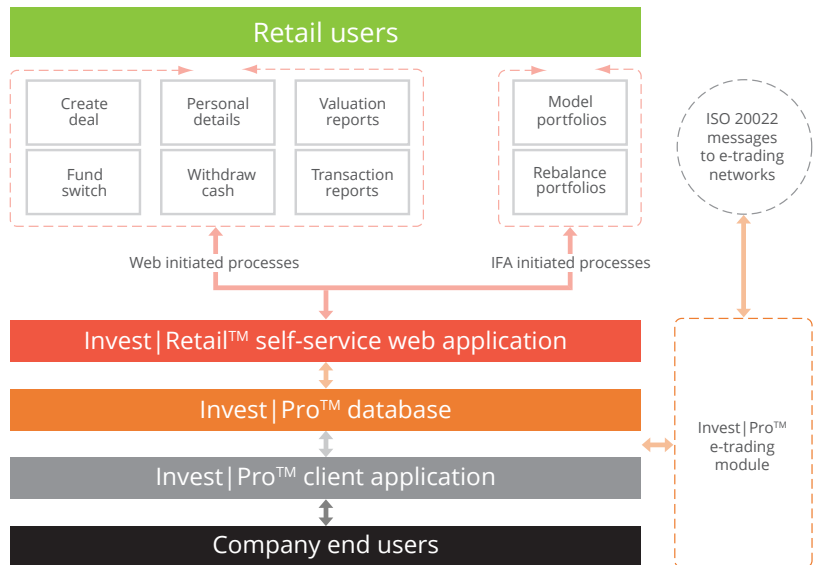 Retail users
Create
deal
Personal
details
Valuation
reports
Fund
switch
Withdraw
cash
Transaction
reports
Model
portfolios
Rebalance
portfolios
ISO 20022
messages
to e-trading
networks
Web initiated processes
IFA initiated processes
Invest|Retail™ self-service web application
Invest|Pro™ database
Invest|Pro™ client application
Company end users
Invest|Pro™
e-trading
module